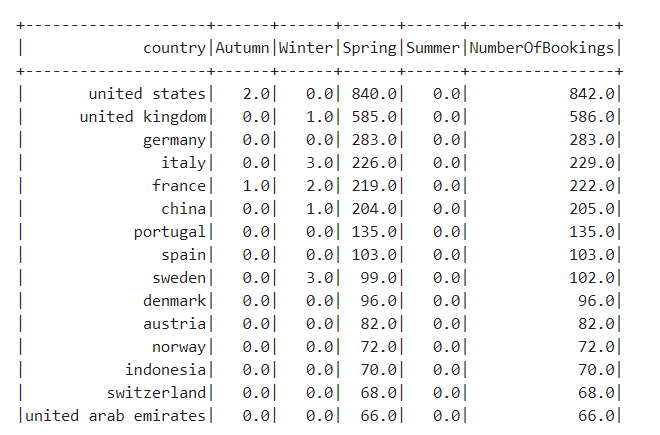 +--------------------+------+------+------+------+----------------+
|             country|Autumn|Winter|Spring|Summer|NumberOfBookings|
+--------------------+------+------+------+------+----------------+
|       united states|   2.0|   0.0| 840.0|   0.0|           842.0|
|      united kingdom|   0.0|   1.0| 585.0|   0.0|           586.0|
|             germany|   0.0|   0.0| 283.0|   0.0|           283.0|
|               italy|   0.0|   3.0| 226.0|   0.0|           229.0|
|              france|   1.0|   2.0| 219.0|   0.0|           222.0|
|               china|   0.0|   1.0| 204.0|   0.0|           205.0|
|            portugal|   0.0|   0.0| 135.0|   0.0|           135.0|
|               spain|   0.0|   0.0| 103.0|   0.0|           103.0|
|              sweden|   0.0|   3.0|  99.0|   0.0|           102.0|
|             denmark|   0.0|   0.0|  96.0|   0.0|            96.0|
|             austria|   0.0|   0.0|  82.0|   0.0|            82.0|
|              norway|   0.0|   0.0|  72.0|   0.0|            72.0|
|           indonesia|   0.0|   0.0|  70.0|   0.0|            70.0|
|         switzerland|   0.0|   0.0|  68.0|   0.0|            68.0|
|united arab emirates|   0.0|   0.0|  66.0|   0.0|            66.0|